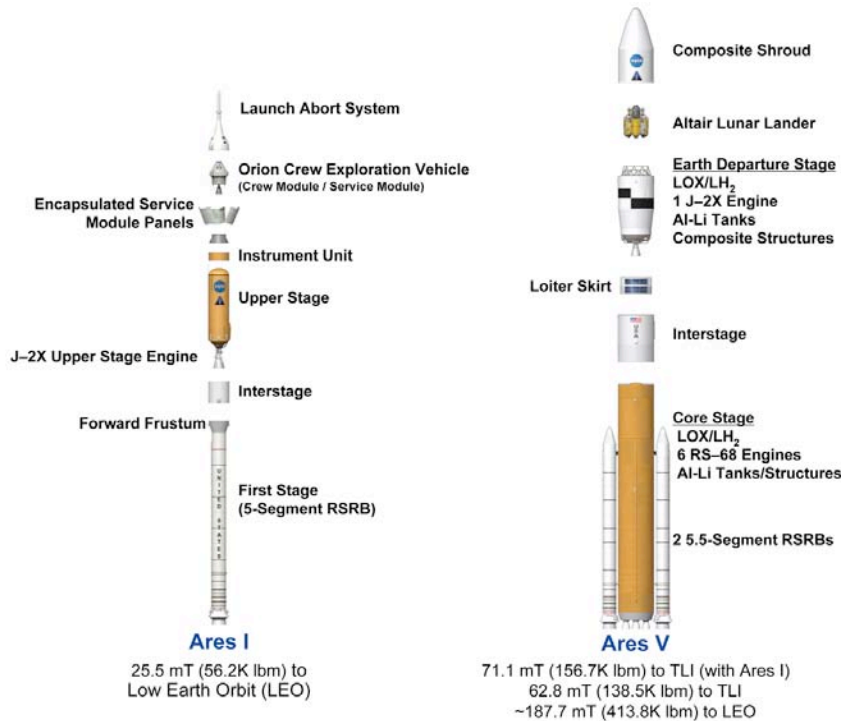 Launch Abort System
Orion Crew Exploration Vehicle
(Crew Module / Service Module)
Encapsulated Service
Module Panels
Instrument Unit
Upper Stage
J–2X Upper Stage Engine
Interstage
Forward Frustum
First Stage
(5-Segment RSRB)
UNITED STATES
Ares I
25.5 mT (56.2K lbm) to
Low Earth Orbit (LEO)
Composite Shroud
NASA
Altair Lunar Lander
Earth Departure Stage
LOX/LH₂
1 J–2X Engine
Al-Li Tanks
Composite Structures
Loiter Skirt
Interstage
USA
Core Stage
LOX/LH₂
6 RS–68 Engines
Al-Li Tanks/Structures
2 5.5-Segment RSRBs
Ares V
71.1 mT (156.7K lbm) to TLI (with Ares I)
62.8 mT (138.5K lbm) to TLI
~187.7 mT (413.8K lbm) to LEO